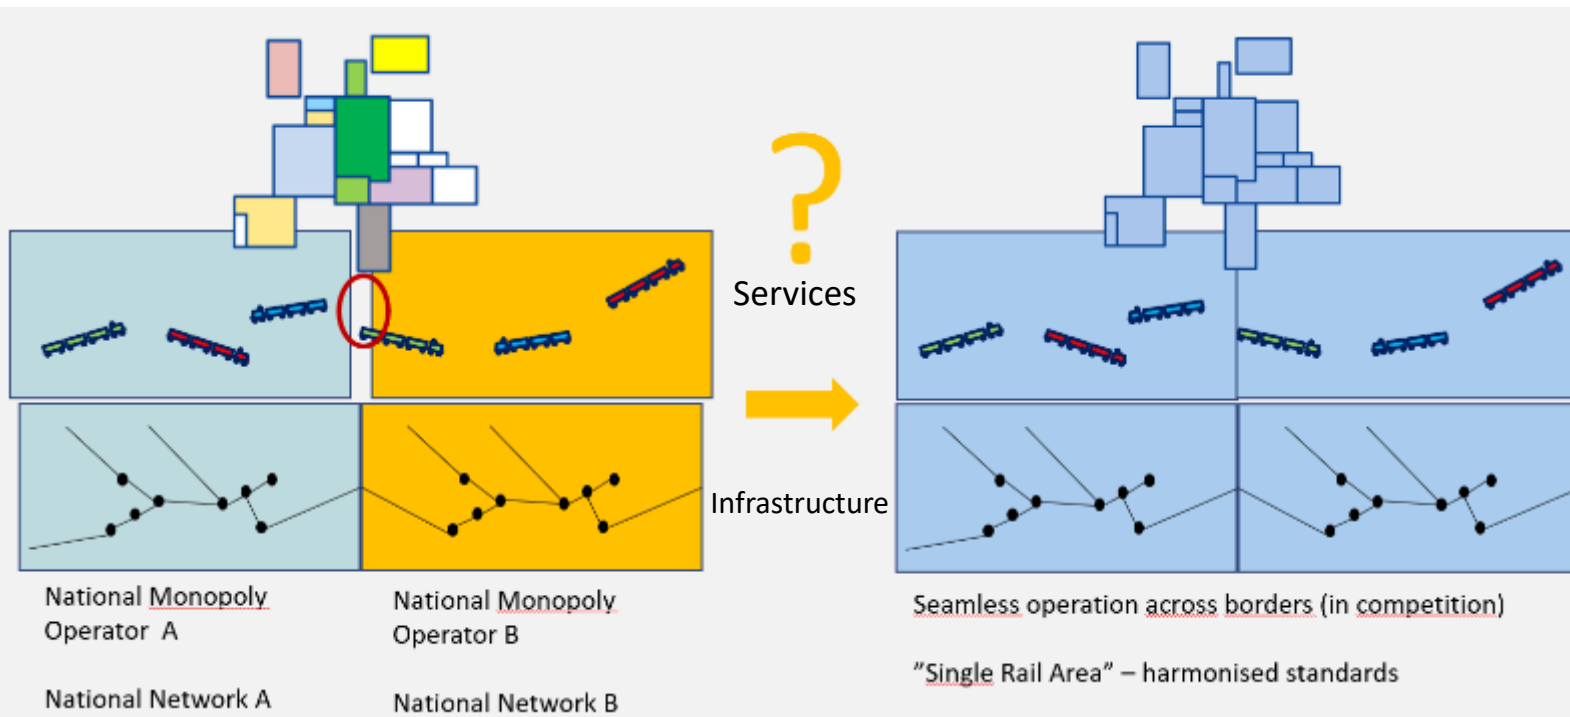 ?
Services
Infrastructure
National Monopoly
Operator  A
National Network A
National Monopoly
Operator B
National Network B
Seamless operation across borders (in competition)
”Single Rail Area” – harmonised standards